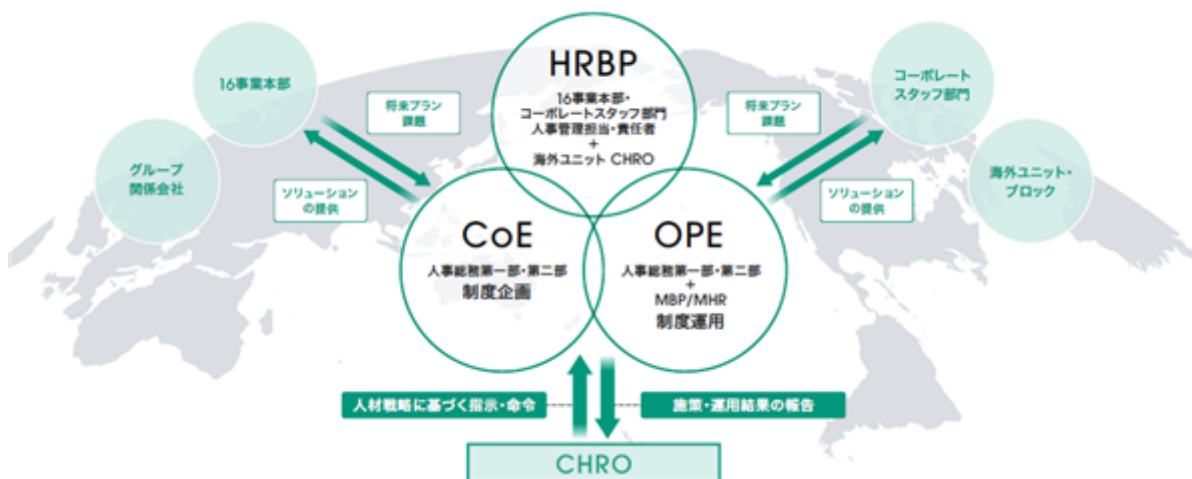 HRBP
16事業本部・
コーポレートスタッフ部門
人事管理担当・責任者
+
海外ユニット CHRO
16事業本部
グループ
関係会社
将来プラン
課題
ソリューション
の提供
将来プラン
課題
ソリューション
の提供
コーポレート
スタッフ部門
海外ユニット・
ブロック
CoE
人事総務第一部・第二部
制度企画
OPE
人事総務第一部・第二部
+
MBP/MHR
制度運用
人材戦略に基づく指示・命令
施策・運用結果の報告
CHRO